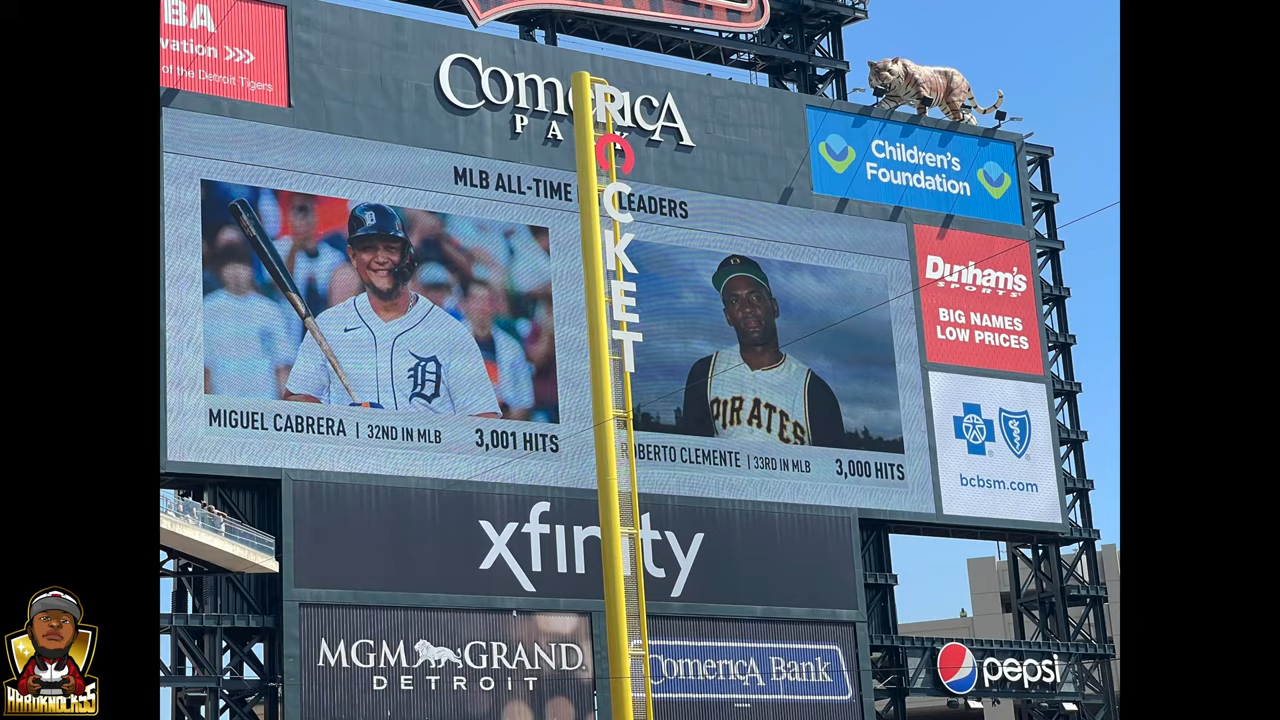 BA
vation >>>
of the Detroit Tigers
COMERICA
PARK
Children's
Foundation
MLB ALL-TIME LEADERS
ROCKET
Dunham's
SPORTS
BIG NAMES
LOW PRICES
D
PIRATES
MIGUEL CABRERA | 32ND IN MLB 3,001 HITS
ROBERTO CLEMENTE | 33RD IN MLB 3,000 HITS
bcbsm.com
xfinity
MGM GRAND
DETROIT
COMERICA Bank
pepsi
HARDKNOCKSS